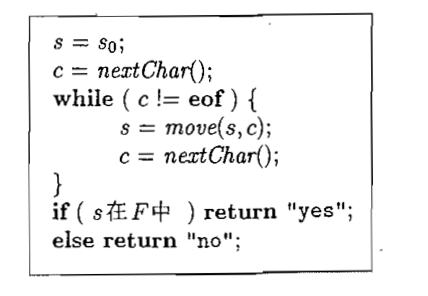 s = s₀;
c = nextChar();
while ( c != eof ) {
s = move(s,c);
c = nextChar();
}
if ( s在F中 ) return "yes";
else return "no";